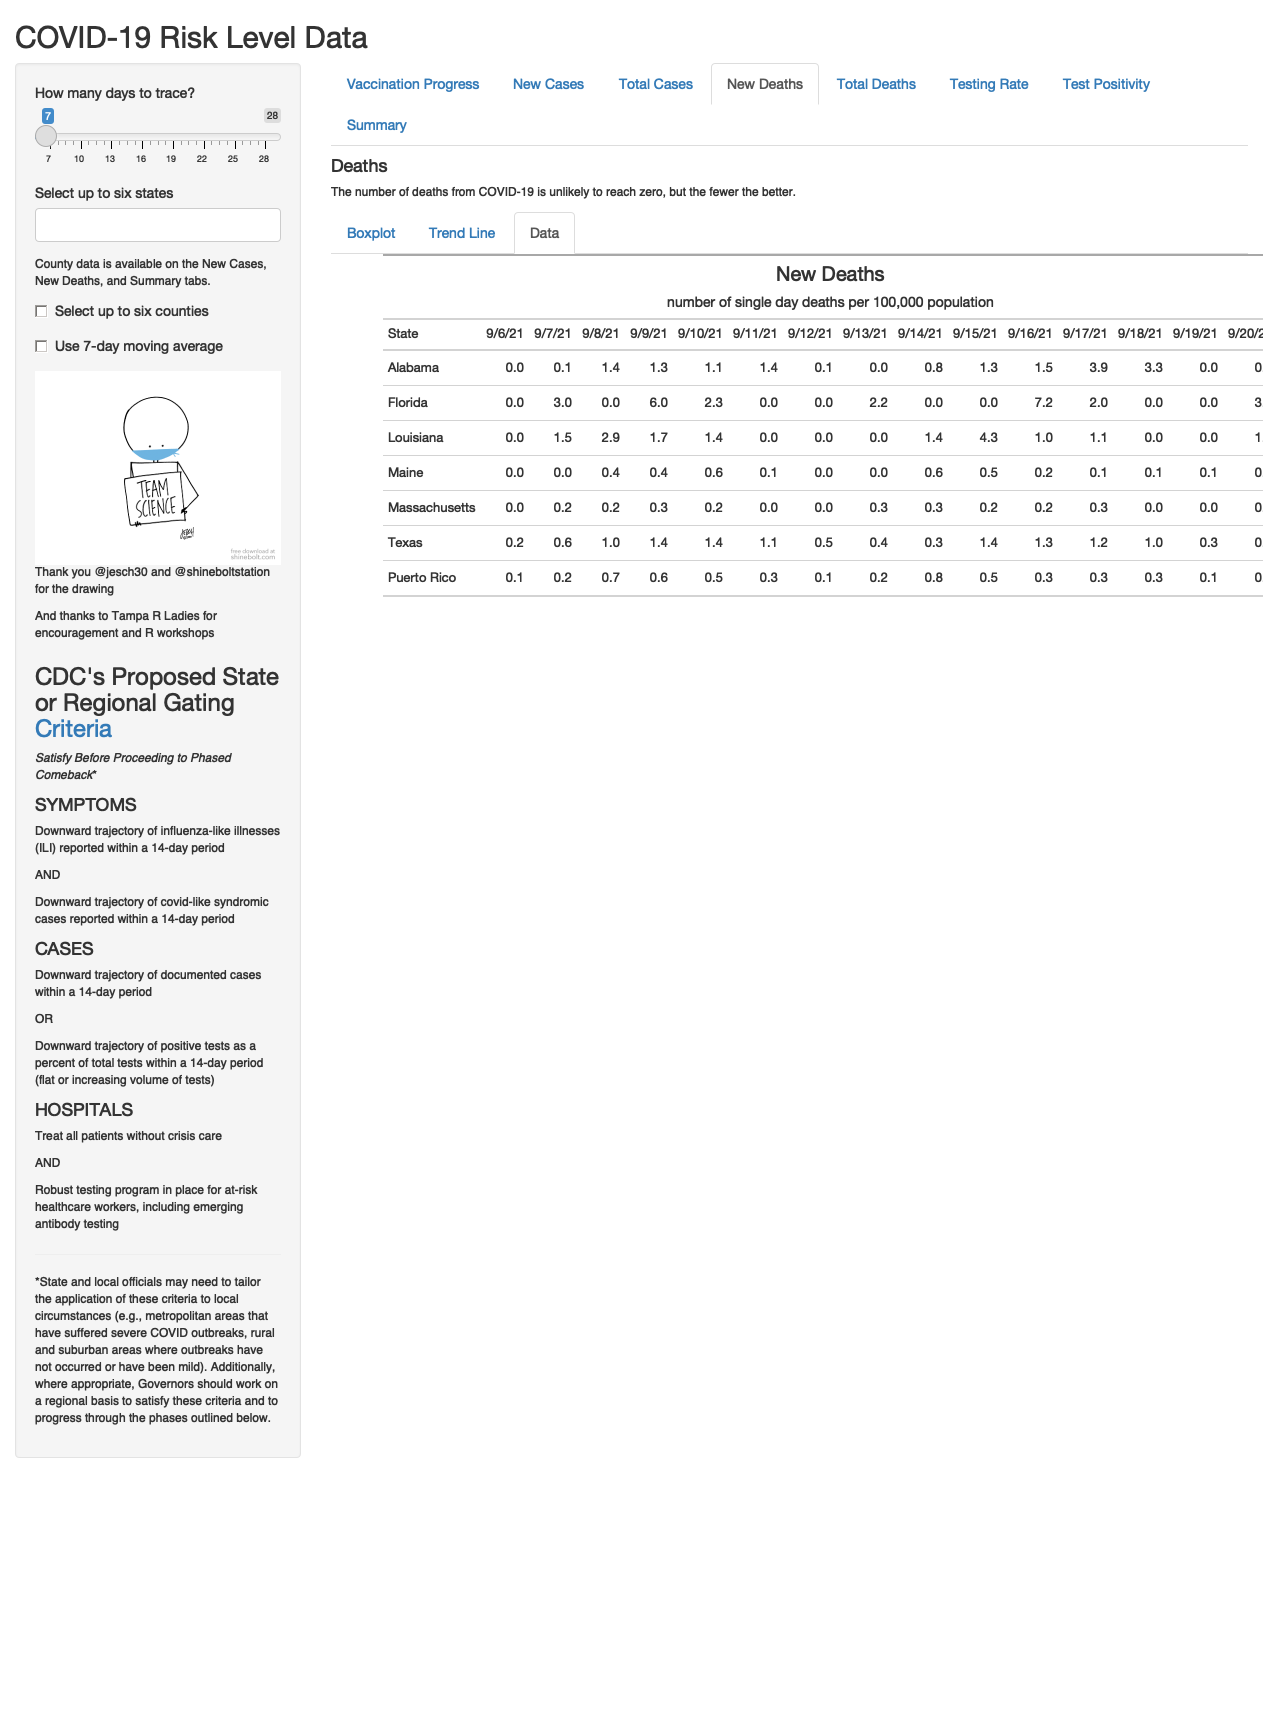 COVID-19 Risk Level Data
How many days to trace?
7 28
7 10 13 16 19 22 25 28
Select up to six states
County data is available on the New Cases,
New Deaths, and Summary tabs.
Select up to six counties
Use 7-day moving average
TEAM
SCIENCE
free download at
shinebolt.com
Thank you @jesch30 and @shineboltstation
for the drawing
And thanks to Tampa R Ladies for
encouragement and R workshops
CDC's Proposed State
or Regional Gating
Criteria
Satisfy Before Proceeding to Phased
Comeback*
SYMPTOMS
Downward trajectory of influenza-like illnesses
(ILI) reported within a 14-day period
AND
Downward trajectory of covid-like syndromic
cases reported within a 14-day period
CASES
Downward trajectory of documented cases
within a 14-day period
OR
Downward trajectory of positive tests as a
percent of total tests within a 14-day period
(flat or increasing volume of tests)
HOSPITALS
Treat all patients without crisis care
AND
Robust testing program in place for at-risk
healthcare workers, including emerging
antibody testing
*State and local officials may need to tailor
the application of these criteria to local
circumstances (e.g., metropolitan areas that
have suffered severe COVID outbreaks, rural
and suburban areas where outbreaks have
not occurred or have been mild). Additionally,
where appropriate, Governors should work on
a regional basis to satisfy these criteria and to
progress through the phases outlined below.
Vaccination Progress New Cases Total Cases New Deaths Total Deaths Testing Rate Test Positivity
Summary
Deaths
The number of deaths from COVID-19 is unlikely to reach zero, but the fewer the better.
Boxplot Trend Line Data
New Deaths
number of single day deaths per 100,000 population
State 9/6/21 9/7/21 9/8/21 9/9/21 9/10/21 9/11/21 9/12/21 9/13/21 9/14/21 9/15/21 9/16/21 9/17/21 9/18/21 9/19/21 9/20/2
Alabama 0.0 0.1 1.4 1.3 1.1 1.4 0.1 0.0 0.8 1.3 1.5 3.9 3.3 0.0 0
Florida 0.0 3.0 0.0 6.0 2.3 0.0 0.0 2.2 0.0 0.0 7.2 2.0 0.0 0.0 3
Louisiana 0.0 1.5 2.9 1.7 1.4 0.0 0.0 0.0 1.4 4.3 1.0 1.1 0.0 0.0 1
Maine 0.0 0.0 0.4 0.4 0.6 0.1 0.0 0.0 0.6 0.5 0.2 0.1 0.1 0.1 0
Massachusetts 0.0 0.2 0.2 0.3 0.2 0.0 0.0 0.3 0.3 0.2 0.2 0.3 0.0 0.0 0
Texas 0.2 0.6 1.0 1.4 1.4 1.1 0.5 0.4 0.3 1.4 1.3 1.2 1.0 0.3 0
Puerto Rico 0.1 0.2 0.7 0.6 0.5 0.3 0.1 0.2 0.8 0.5 0.3 0.3 0.3 0.1 0